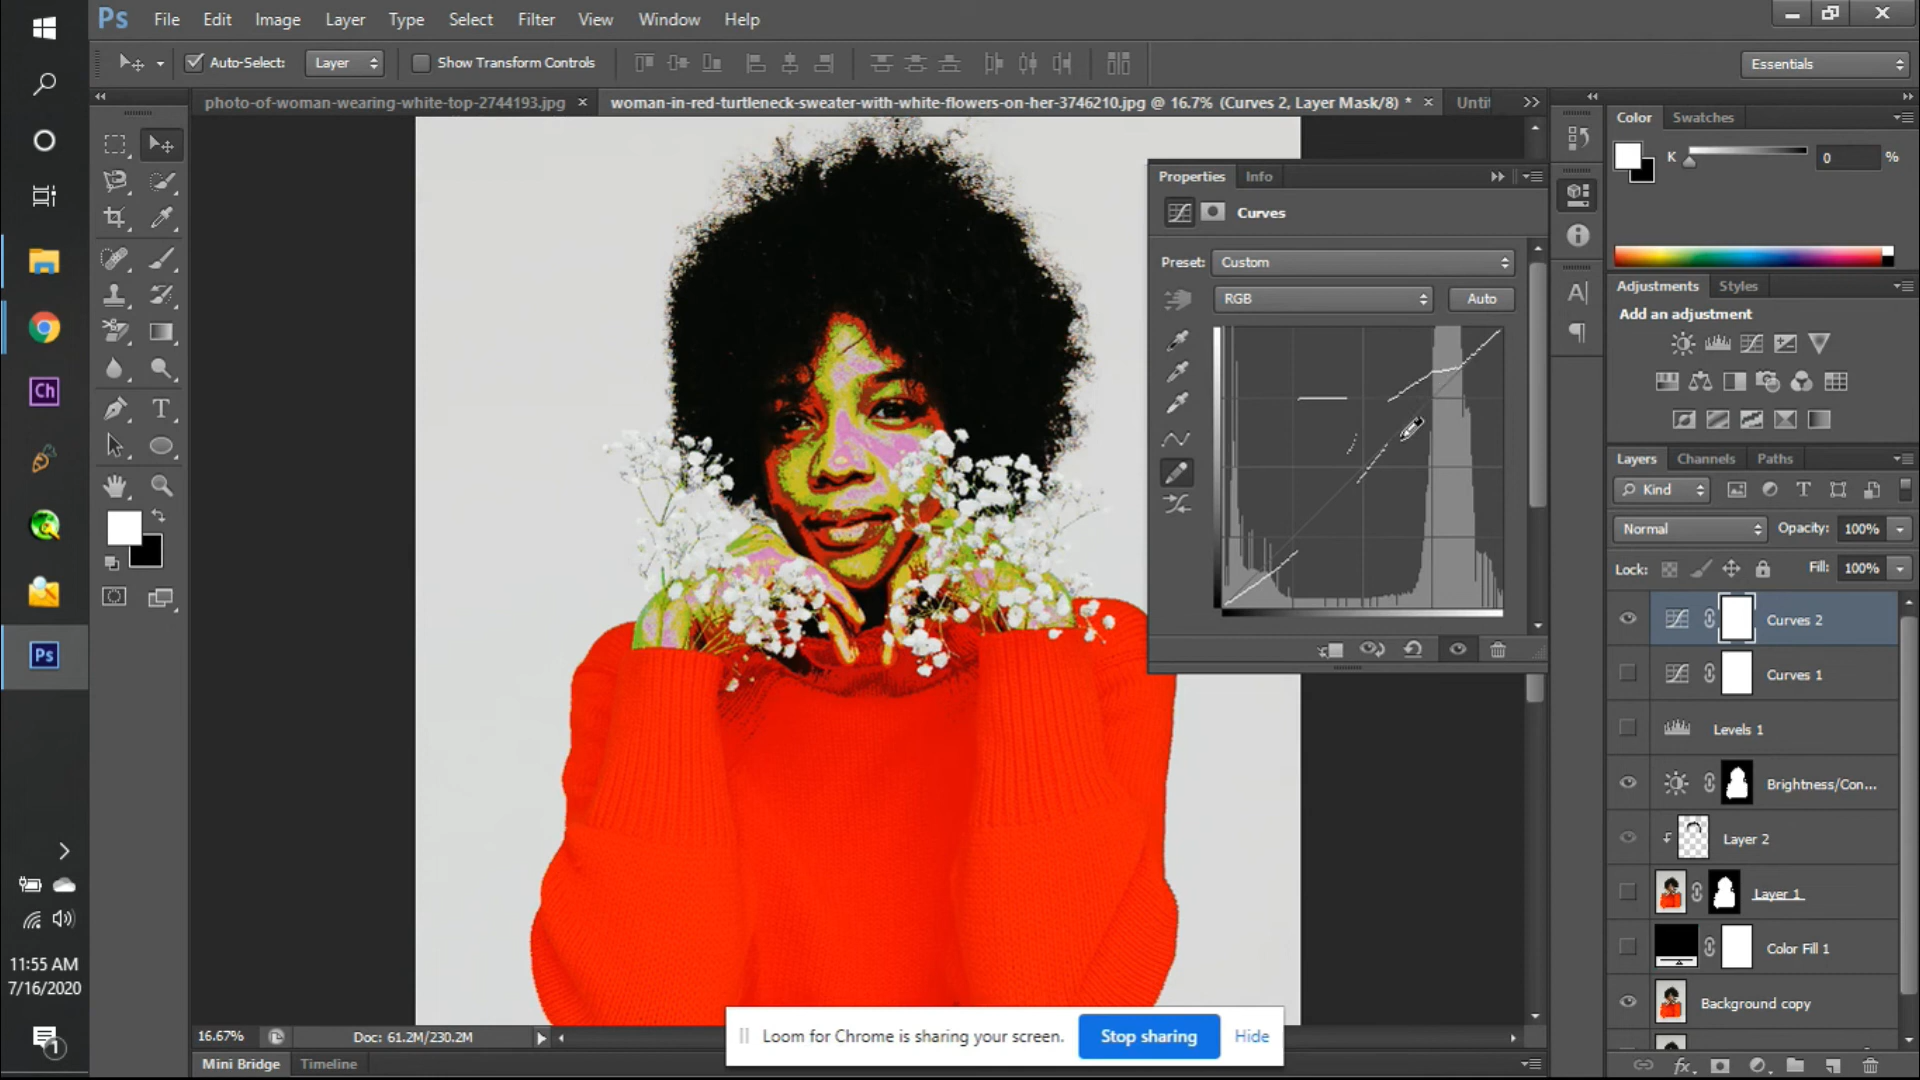 Ps File Edit Image Layer Type Select Filter View Window Help
Auto-Select: Layer Show Transform Controls Essentials
photo-of-woman-wearing-white-top-2744193.jpg × woman-in-red-turtleneck-sweater-with-white-flowers-on-her-3746210.jpg @ 16.7% (Curves 2, Layer Mask/8) * × Unti
Color Swatches
K 0 %
Properties Info
Curves
Preset: Custom
RGB Auto
Adjustments Styles
Add an adjustment
Layers Channels Paths
Kind
Normal Opacity: 100%
Lock: Fill: 100%
Curves 2
Curves 1
Levels 1
Brightness/Con...
Layer 2
Layer 1
Color Fill 1
Background copy
Ch
T
Ps
11:55 AM
7/16/2020
1
16.67% Doc: 61.2M/230.2M
Loom for Chrome is sharing your screen. Stop sharing Hide
Mini Bridge Timeline
fx